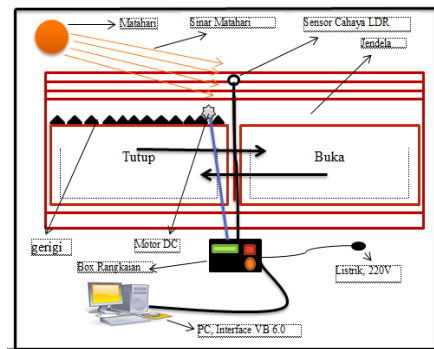 Matahari
Sinar Matahari
Sensor Cahaya LDR
Jendela
Tutup
Buka
gerigi
Motor DC
Box Rangkaian
Listrik, 220V
PC, Interface VB 6.0